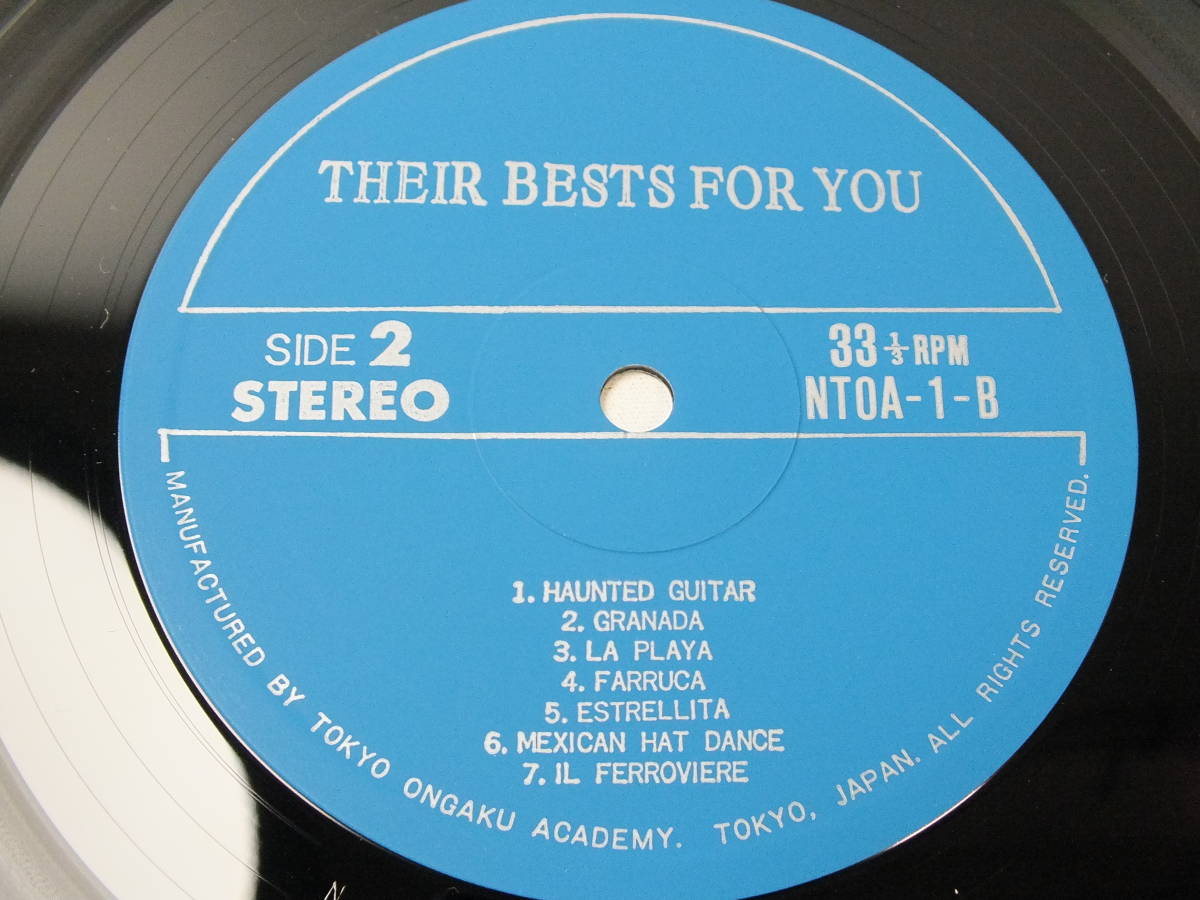 THEIR BESTS FOR YOU
SIDE 2
STEREO
33 1/3 RPM
NTOA-1-B
1. HAUNTED GUITAR
2. GRANADA
3. LA PLAYA
4. FARRUCA
5. ESTRELLITA
6. MEXICAN HAT DANCE
7. IL FERROVIERE
MANUFACTURED BY TOKYO ONGAKU ACADEMY. TOKYO, JAPAN. ALL RIGHTS RESERVED.